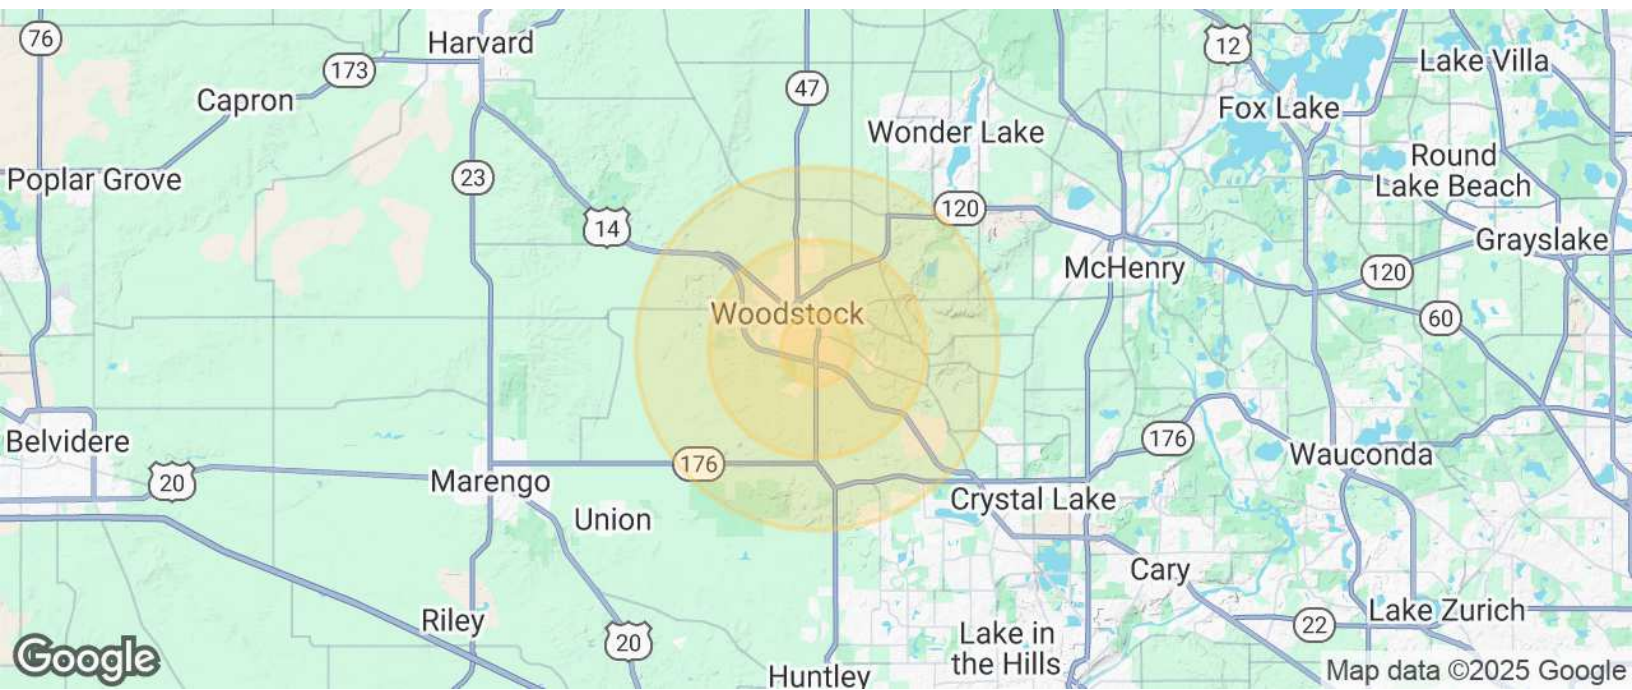 76
Harvard
12
Lake Villa
173
47
Capron
Fox Lake
Wonder Lake
Round
Lake Beach
Poplar Grove
23
120
14
Grayslake
McHenry
120
Woodstock
60
Belvidere
176
Wauconda
176
20
Marengo
Crystal Lake
Union
Cary
Riley
Lake Zurich
22
20
Lake in
the Hills
Google
Huntley
Map data ©2025 Google